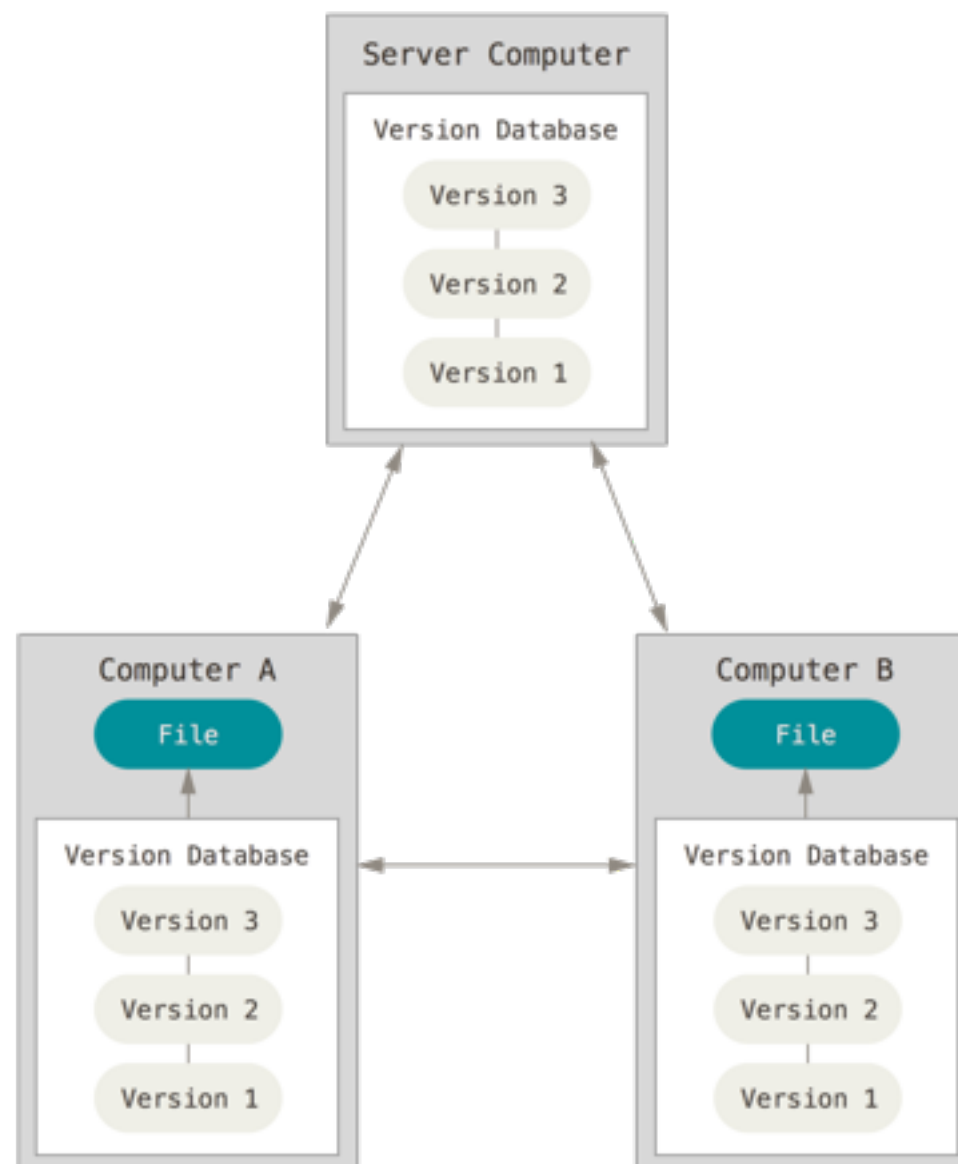 Server Computer
Version Database
Version 3
Version 2
Version 1
Computer A
File
Version Database
Version 3
Version 2
Version 1
Computer B
File
Version Database
Version 3
Version 2
Version 1